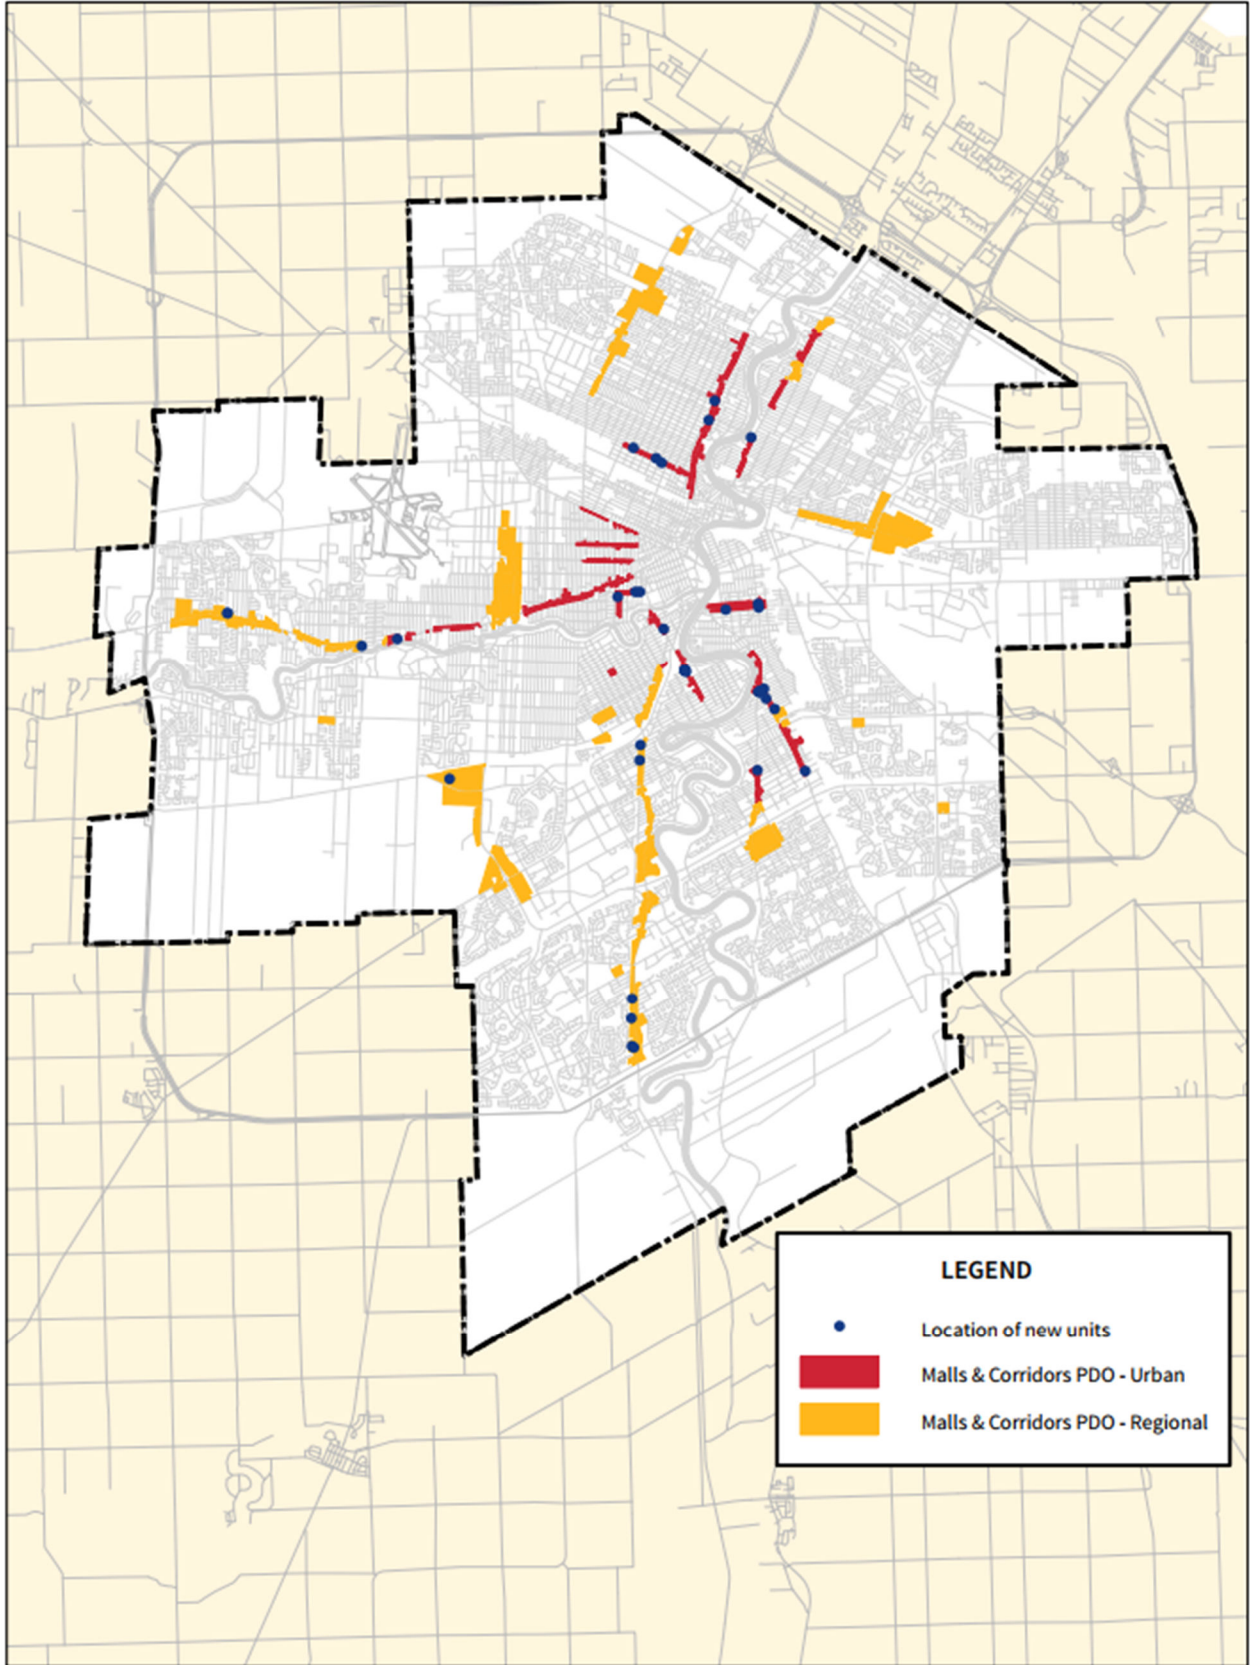 LEGEND
Location of new units
Malls & Corridors PDO - Urban
Malls & Corridors PDO - Regional